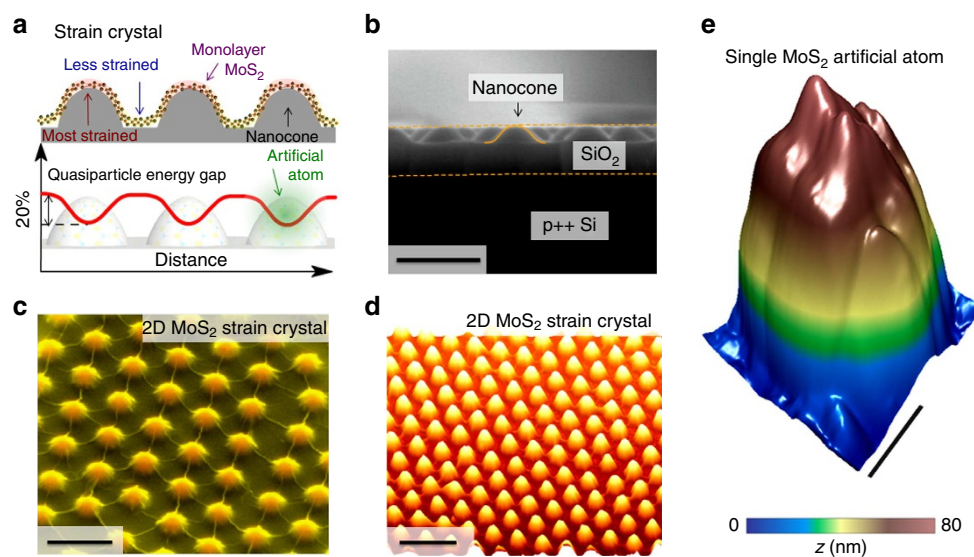 a
Strain crystal
Less strained
Monolayer
MoS₂
Most strained
Nanocone
Artificial
atom
Quasiparticle energy gap
20%
Distance
b
Nanocone
SiO₂
p++ Si
c
2D MoS₂ strain crystal
d
2D MoS₂ strain crystal
e
Single MoS₂ artificial atom
0
80
z (nm)